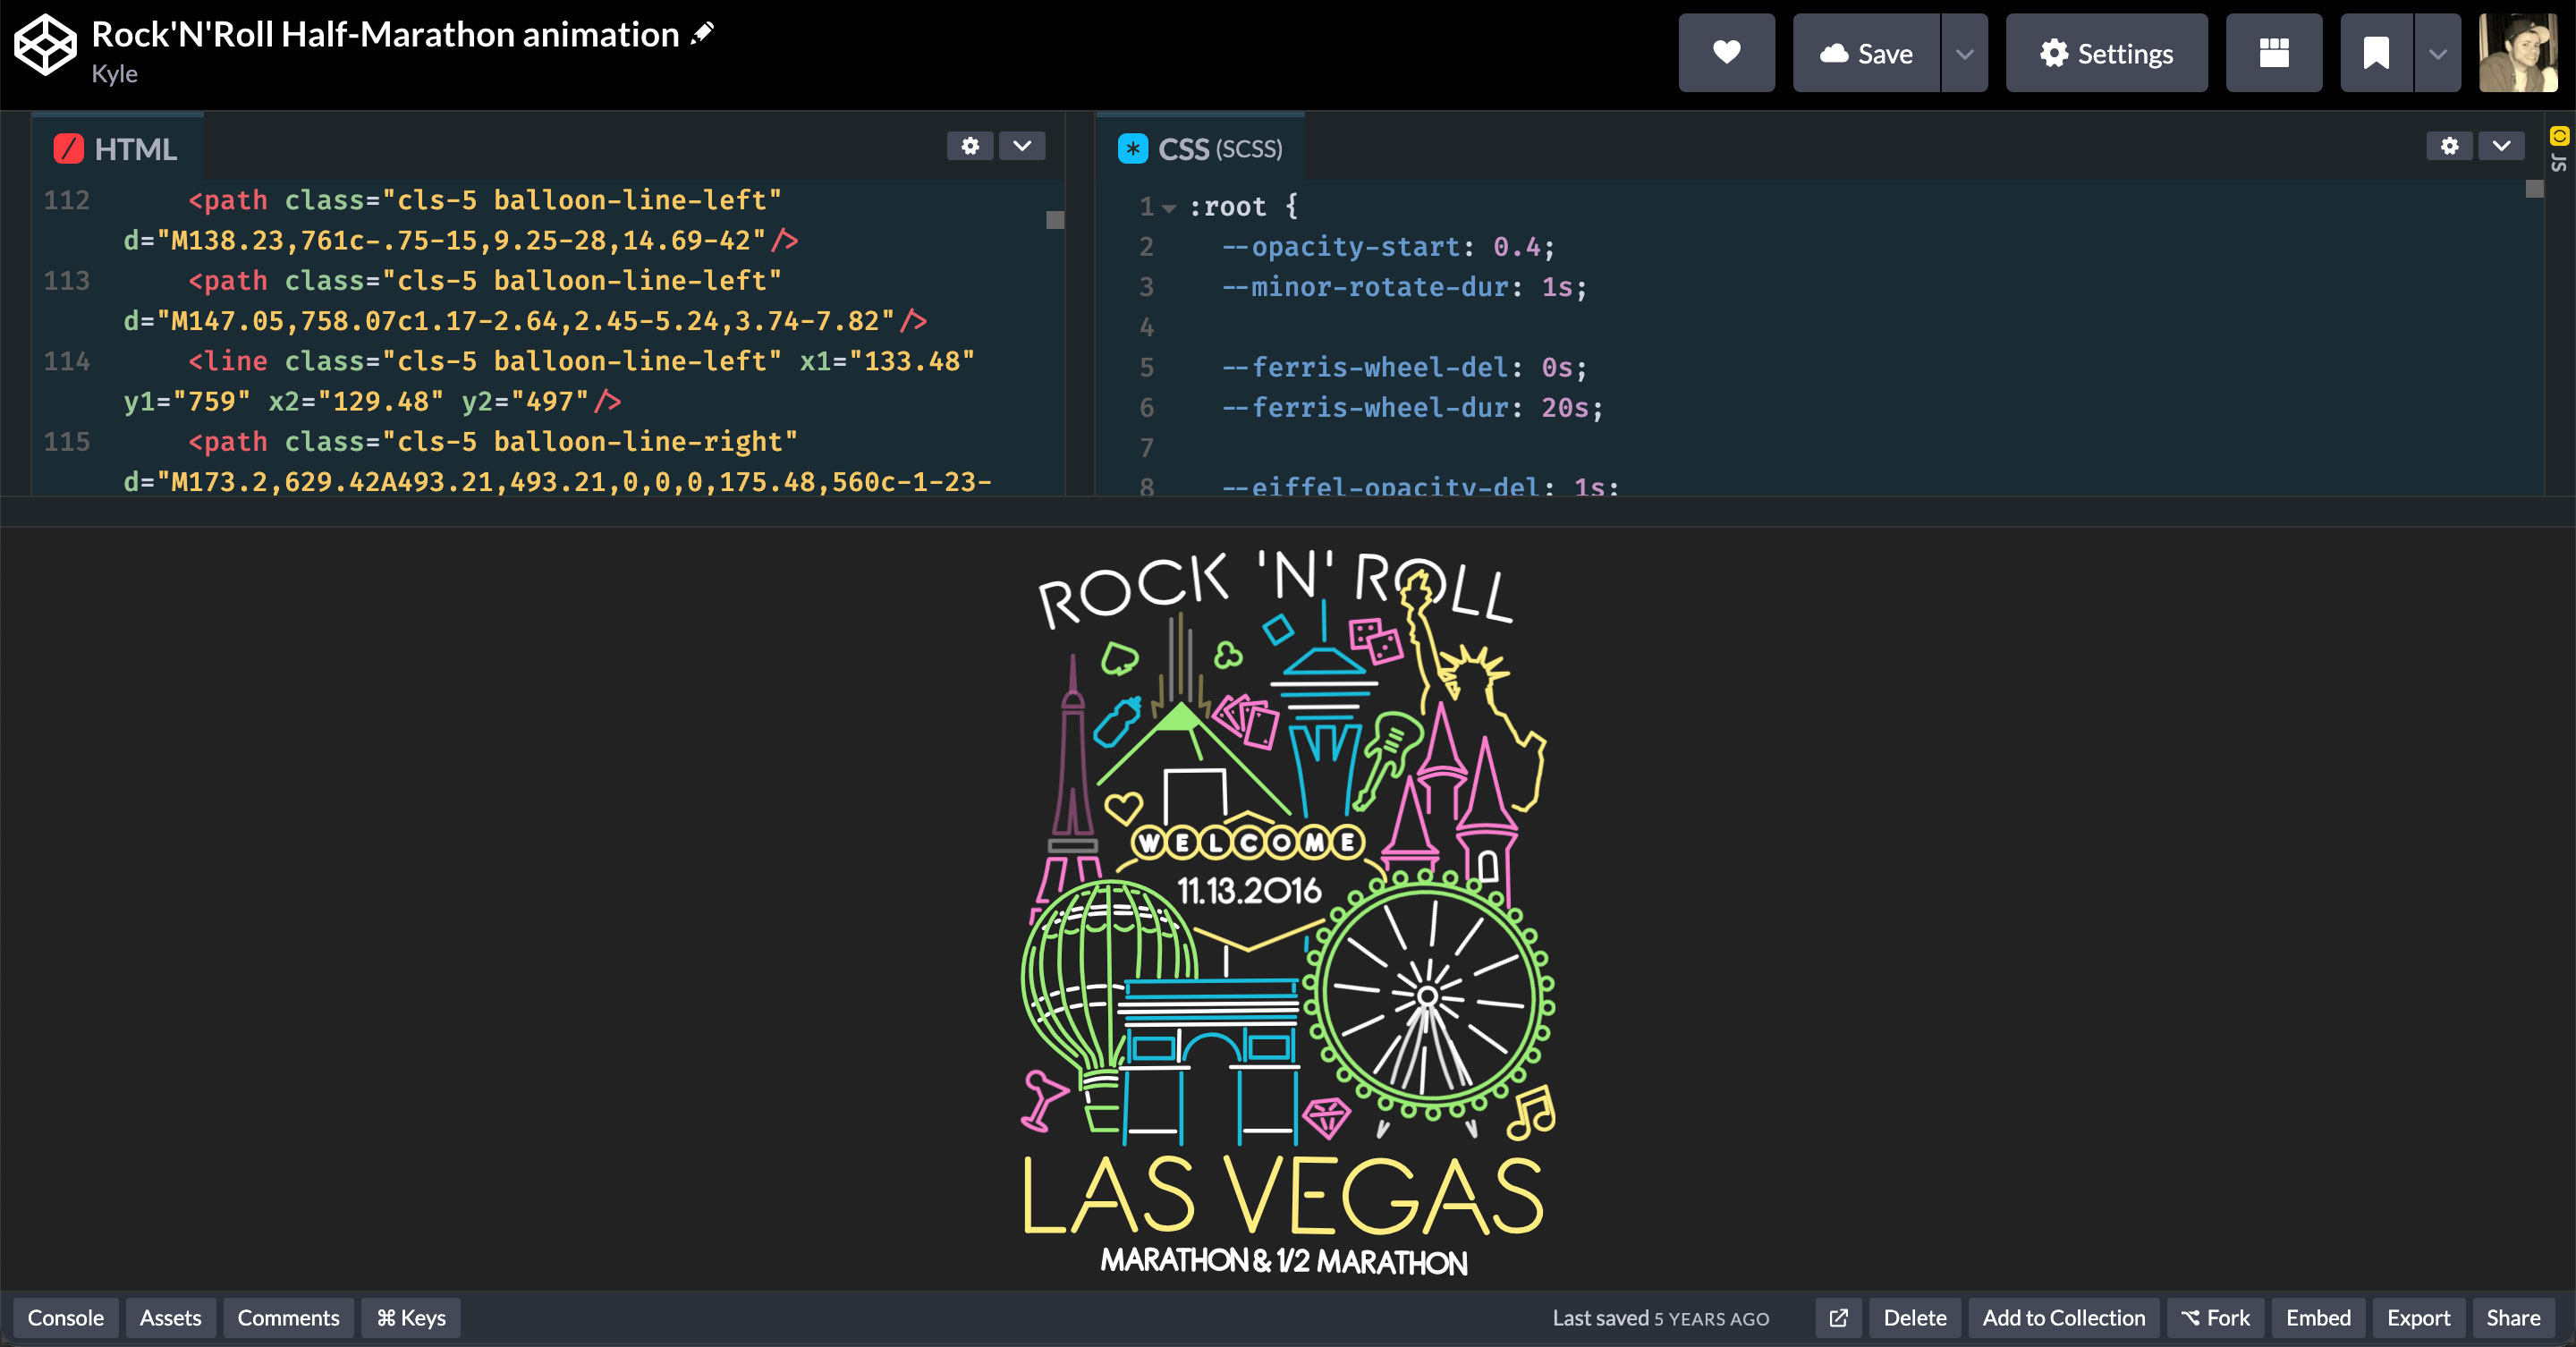 Rock'N'Roll Half-Marathon animation
Kyle
Save
Settings
HTML
112 <path class="cls-5 balloon-line-left"
d="M138.23,761c-.75-15,9.25-28,14.69-42"/>
113 <path class="cls-5 balloon-line-left"
d="M147.05,758.07c1.17-2.64,2.45-5.24,3.74-7.82"/>
114 <line class="cls-5 balloon-line-left" x1="133.48"
y1="759" x2="129.48" y2="497"/>
115 <path class="cls-5 balloon-line-right"
d="M173.2,629.42A493.21,493.21,0,0,0,175.48,560c-1-23-
CSS (SCSS)
1 :root {
2 --opacity-start: 0.4;
3 --minor-rotate-dur: 1s;
4
5 --ferris-wheel-del: 0s;
6 --ferris-wheel-dur: 20s;
7
8 --eiffel-opacity-del: 1s;
JS
ROCK 'N' ROLL
WELCOME
11.13.2016
LAS VEGAS
MARATHON & 1/2 MARATHON
Console
Assets
Comments
⌘ Keys
Last saved 5 YEARS AGO
Delete
Add to Collection
Fork
Embed
Export
Share